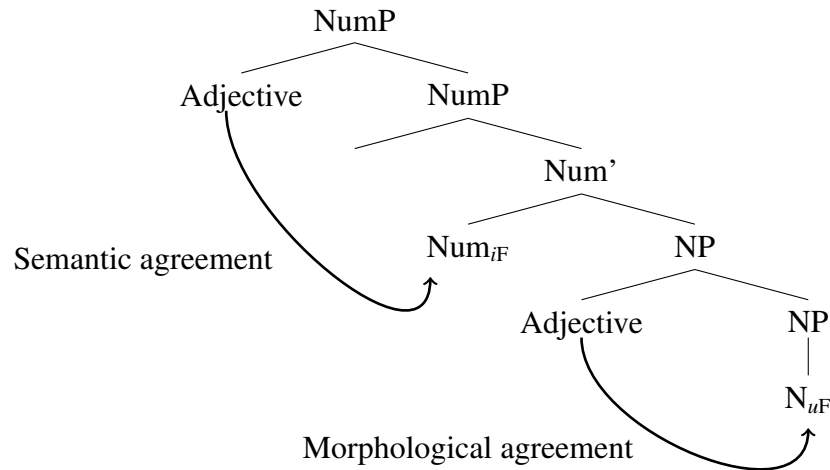 NumP
Adjective NumP
Num’
Semantic agreement Num_iF NP
Adjective NP
N_uF
Morphological agreement